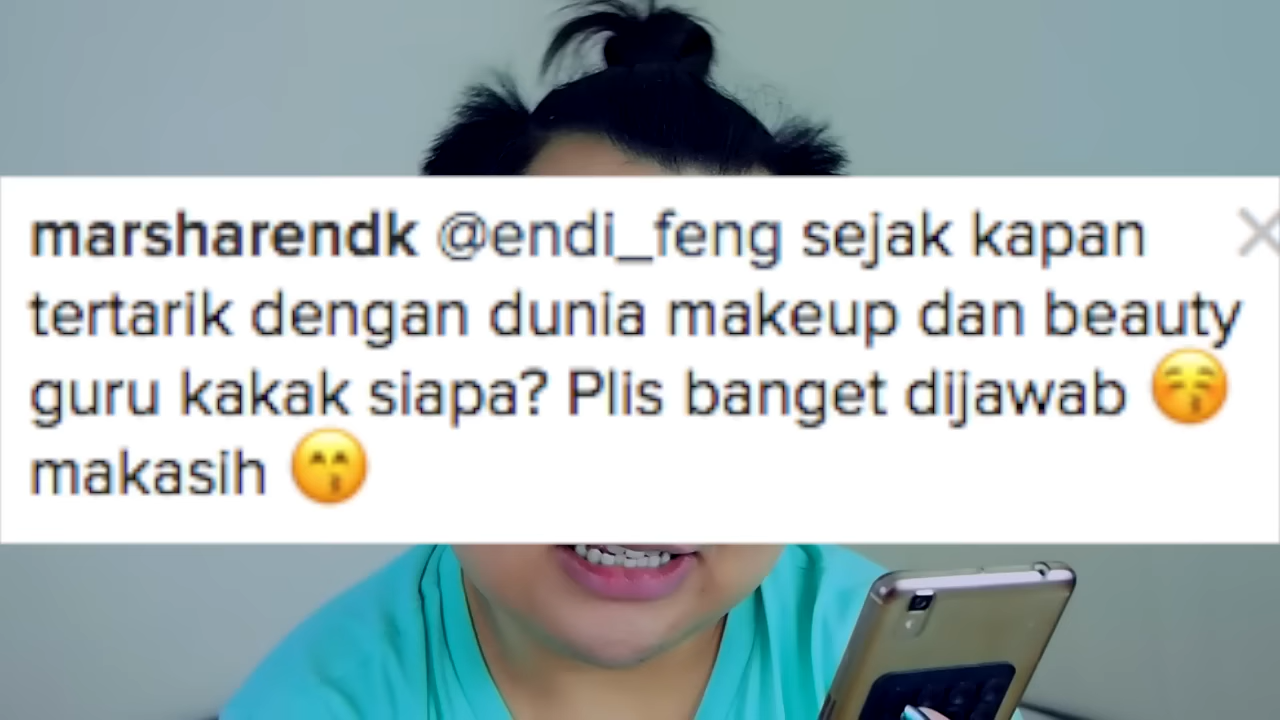 marsharendk @endi_feng sejak kapan
tertarik dengan dunia makeup dan beauty
guru kakak siapa? Plis banget dijawab 😚
makasih 😙